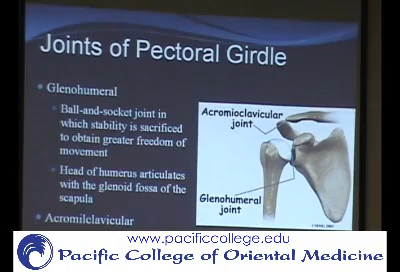 Joints of Pectoral Girdle
Glenohumeral
Ball-and-socket joint in
which stability is sacrificed
to obtain greater freedom of
movement
Head of humerus articulates
with the glenoid fossa of the
scapula
Acromilclavicular
Acromioclavicular
joint
Glenohumeral
joint
www.pacificcollege.edu
Pacific College of Oriental Medicine